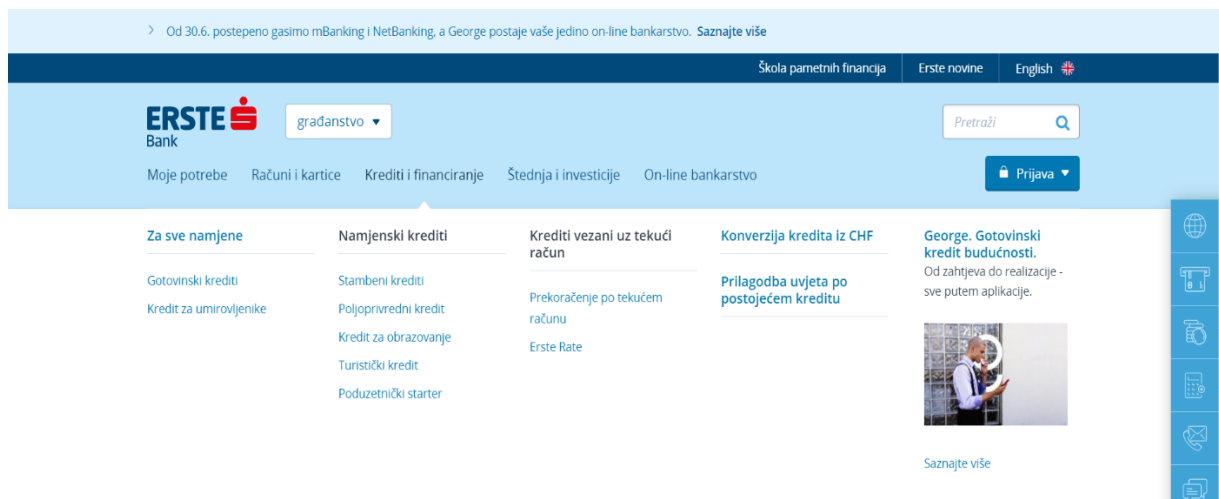 Od 30.6. postepeno gasimo mBanking i NetBanking, a George postaje vaše jedino on-line bankarstvo. Saznajte više
Škola pametnih financija Erste novine English
ERSTE
Bank
građanstvo
Pretraži
Moje potrebe Računi i kartice Krediti i financiranje Štednja i investicije On-line bankarstvo
Prijava
Za sve namjene
Gotovinski krediti
Kredit za umirovljenike
Namjenski krediti
Stambeni krediti
Poljoprivredni kredit
Kredit za obrazovanje
Turistički kredit
Poduzetnički starter
Krediti vezani uz tekući
račun
Prekoračenje po tekućem
računu
Erste Rate
Konverzija kredita iz CHF
Prilagodba uvjeta po
postojećem kreditu
George. Gotovinski
kredit budućnosti.
Od zahtjeva do realizacije -
sve putem aplikacije.
Saznajte više